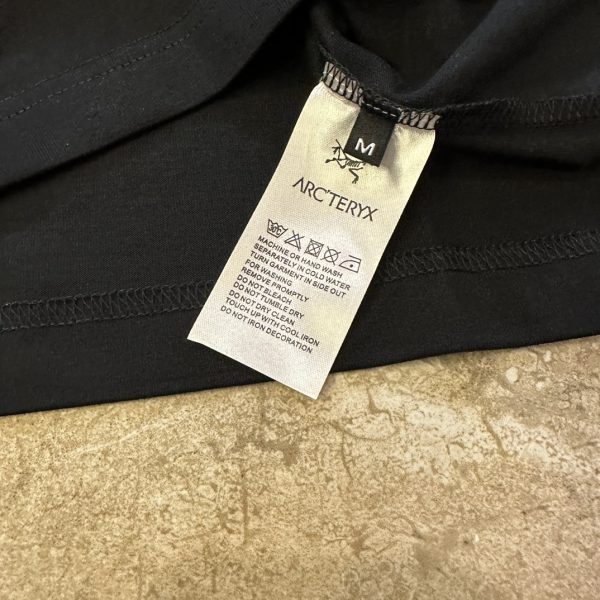 M
ARC'TERYX
30°
MACHINE OR HAND WASH
SEPARATELY IN COLD WATER
TURN GARMENT IN SIDE OUT
FOR WASHING
REMOVE PROMPTLY
DO NOT BLEACH
DO NOT TUMBLE DRY
DO NOT DRY CLEAN
TOUCH UP WITH COOL IRON
DO NOT IRON DECORATION